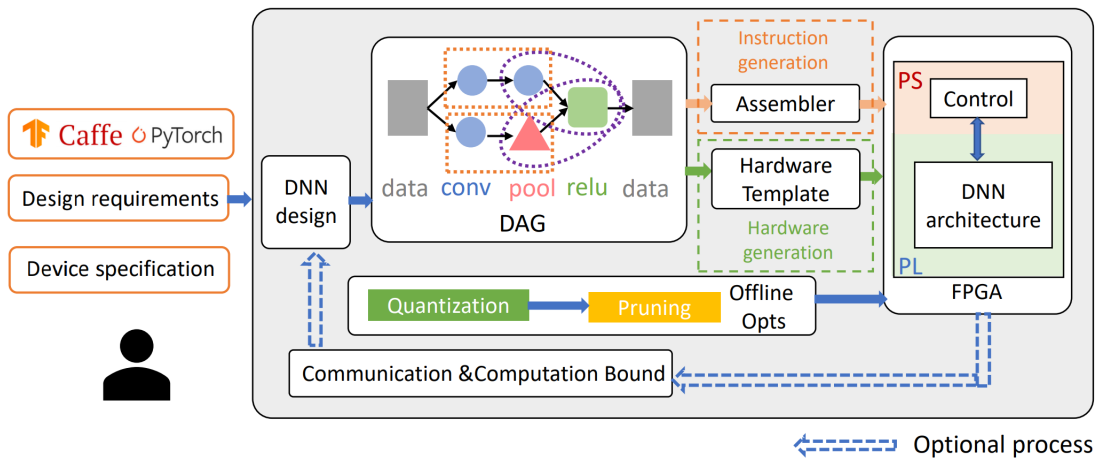 Caffe PyTorch
Design requirements
Device specification
DNN
design
data conv pool relu data
DAG
Instruction
generation
Assembler
Hardware
Template
Hardware
generation
PS
Control
DNN
architecture
PL
FPGA
Quantization
Pruning
Offline
Opts
Communication &Computation Bound
Optional process